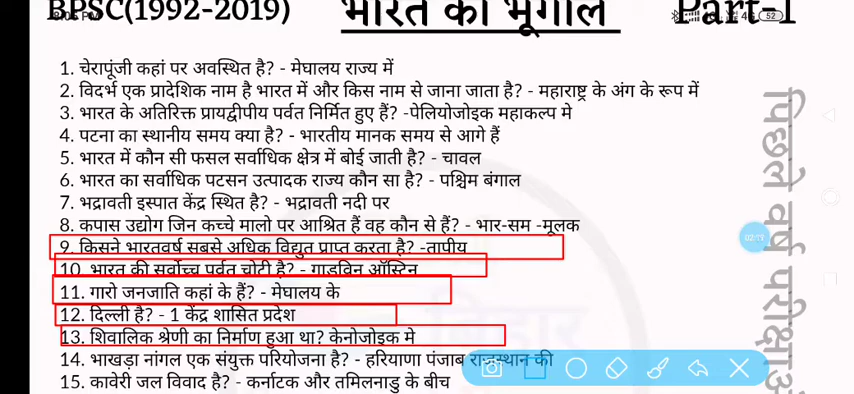 BPSC(1992-2019) भारत का भूगोल Part-1
1. चेरापूंजी कहां पर अवस्थित है? - मेघालय राज्य में
2. विदर्भ एक प्रादेशिक नाम है भारत में और किस नाम से जाना जाता है? - महाराष्ट्र के अंग के रूप में
3. भारत के अतिरिक्त प्रायद्वीपीय पर्वत निर्मित हुए हैं? -पेलियोजोइक महाकल्प मे
4. पटना का स्थानीय समय क्या है? - भारतीय मानक समय से आगे हैं
5. भारत में कौन सी फसल सर्वाधिक क्षेत्र में बोई जाती है? - चावल
6. भारत का सर्वाधिक पटसन उत्पादक राज्य कौन सा है? - पश्चिम बंगाल
7. भद्रावती इस्पात केंद्र स्थित है? - भद्रावती नदी पर
8. कपास उद्योग जिन कच्चे मालो पर आश्रित हैं वह कौन से हैं? - भार-सम -मूलक
9. किसने भारतवर्ष सबसे अधिक विद्युत प्राप्त करता है? -तापीय
10. भारत की सर्वोच्च पर्वत चोटी है? - गाडविन ऑस्टिन
11. गारो जनजाति कहां के हैं? - मेघालय के
12. दिल्ली है? - 1 केंद्र शासित प्रदेश
13. शिवालिक श्रेणी का निर्माण हुआ था? केनोजोइक मे
14. भाखड़ा नांगल एक संयुक्त परियोजना है? - हरियाणा पंजाब राजस्थान की
15. कावेरी जल विवाद है? - कर्नाटक और तमिलनाडु के बीच
पिछले वर्ष परीक्षाओं
02/19
52